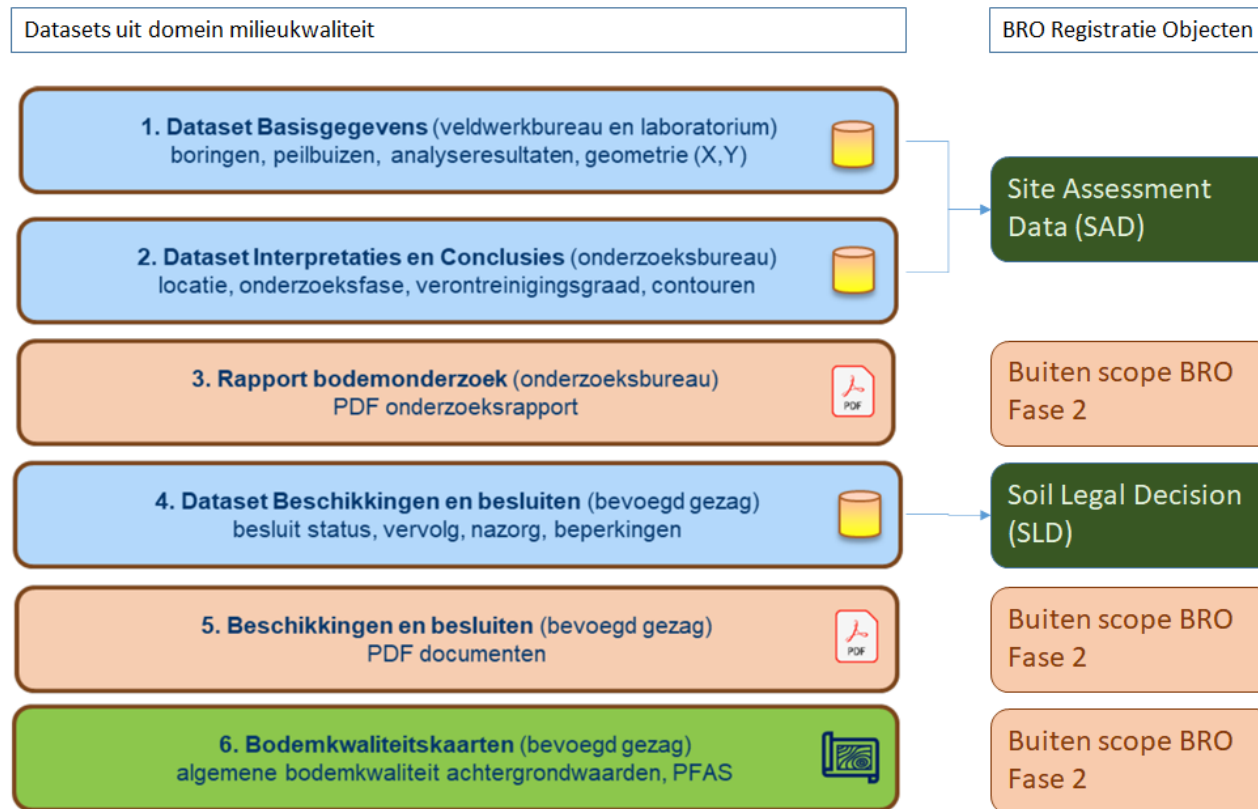 Datasets uit domein milieukwaliteit
BRO Registratie Objecten
1. Dataset Basisgegevens (veldwerkbureau en laboratorium)
boringen, peilbuizen, analyseresultaten, geometrie (X,Y)
Site Assessment
Data (SAD)
2. Dataset Interpretaties en Conclusies (onderzoeksbureau)
locatie, onderzoeksfase, verontreinigingsgraad, contouren
3. Rapport bodemonderzoek (onderzoeksbureau)
PDF onderzoeksrapport
PDF
Buiten scope BRO
Fase 2
4. Dataset Beschikkingen en besluiten (bevoegd gezag)
besluit status, vervolg, nazorg, beperkingen
Soil Legal Decision
(SLD)
5. Beschikkingen en besluiten (bevoegd gezag)
PDF documenten
PDF
Buiten scope BRO
Fase 2
6. Bodemkwaliteitskaarten (bevoegd gezag)
algemene bodemkwaliteit achtergrondwaarden, PFAS
Buiten scope BRO
Fase 2